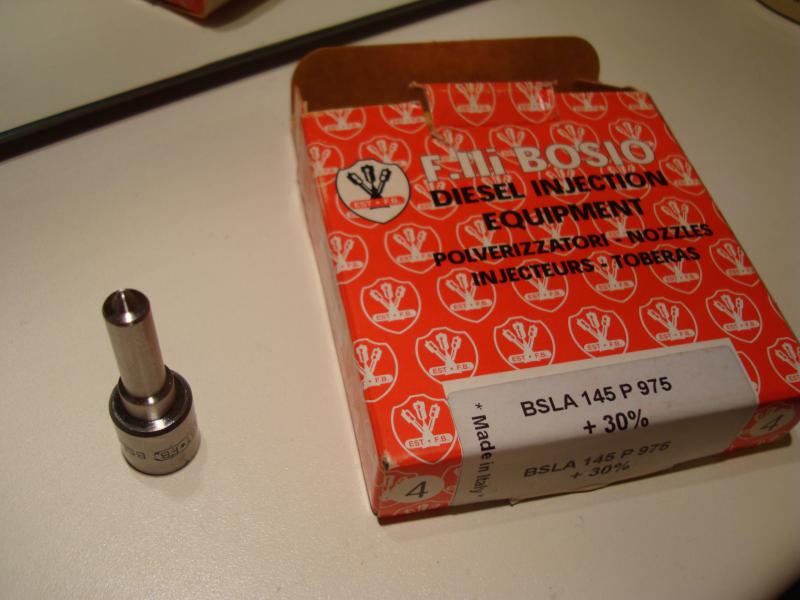 F.lli BOSIO
DIESEL INJECTION
EQUIPMENT
POLVERIZZATORI - NOZZLES
INJECTEURS - TOBERAS
EST • F.B.
BSLA 145 P 975
+ 30%
* Made in Italy *
BSLA 145 P 975
+ 30%
4
4